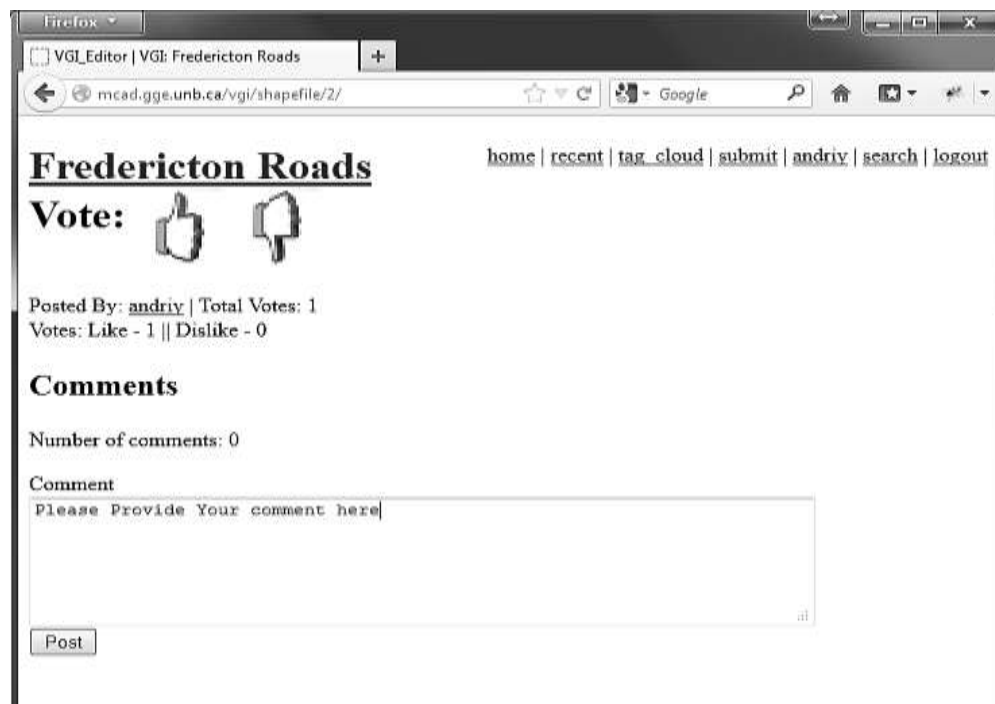 Firefox
VGI_Editor | VGI: Fredericton Roads
+
mcad.gge.unb.ca/vgi/shapefile/2/
Google
home | recent | tag_cloud | submit | andriy | search | logout
Fredericton Roads
Vote:
Posted By: andriy | Total Votes: 1
Votes: Like - 1 || Dislike - 0
Comments
Number of comments: 0
Comment
Please Provide Your comment here
Post